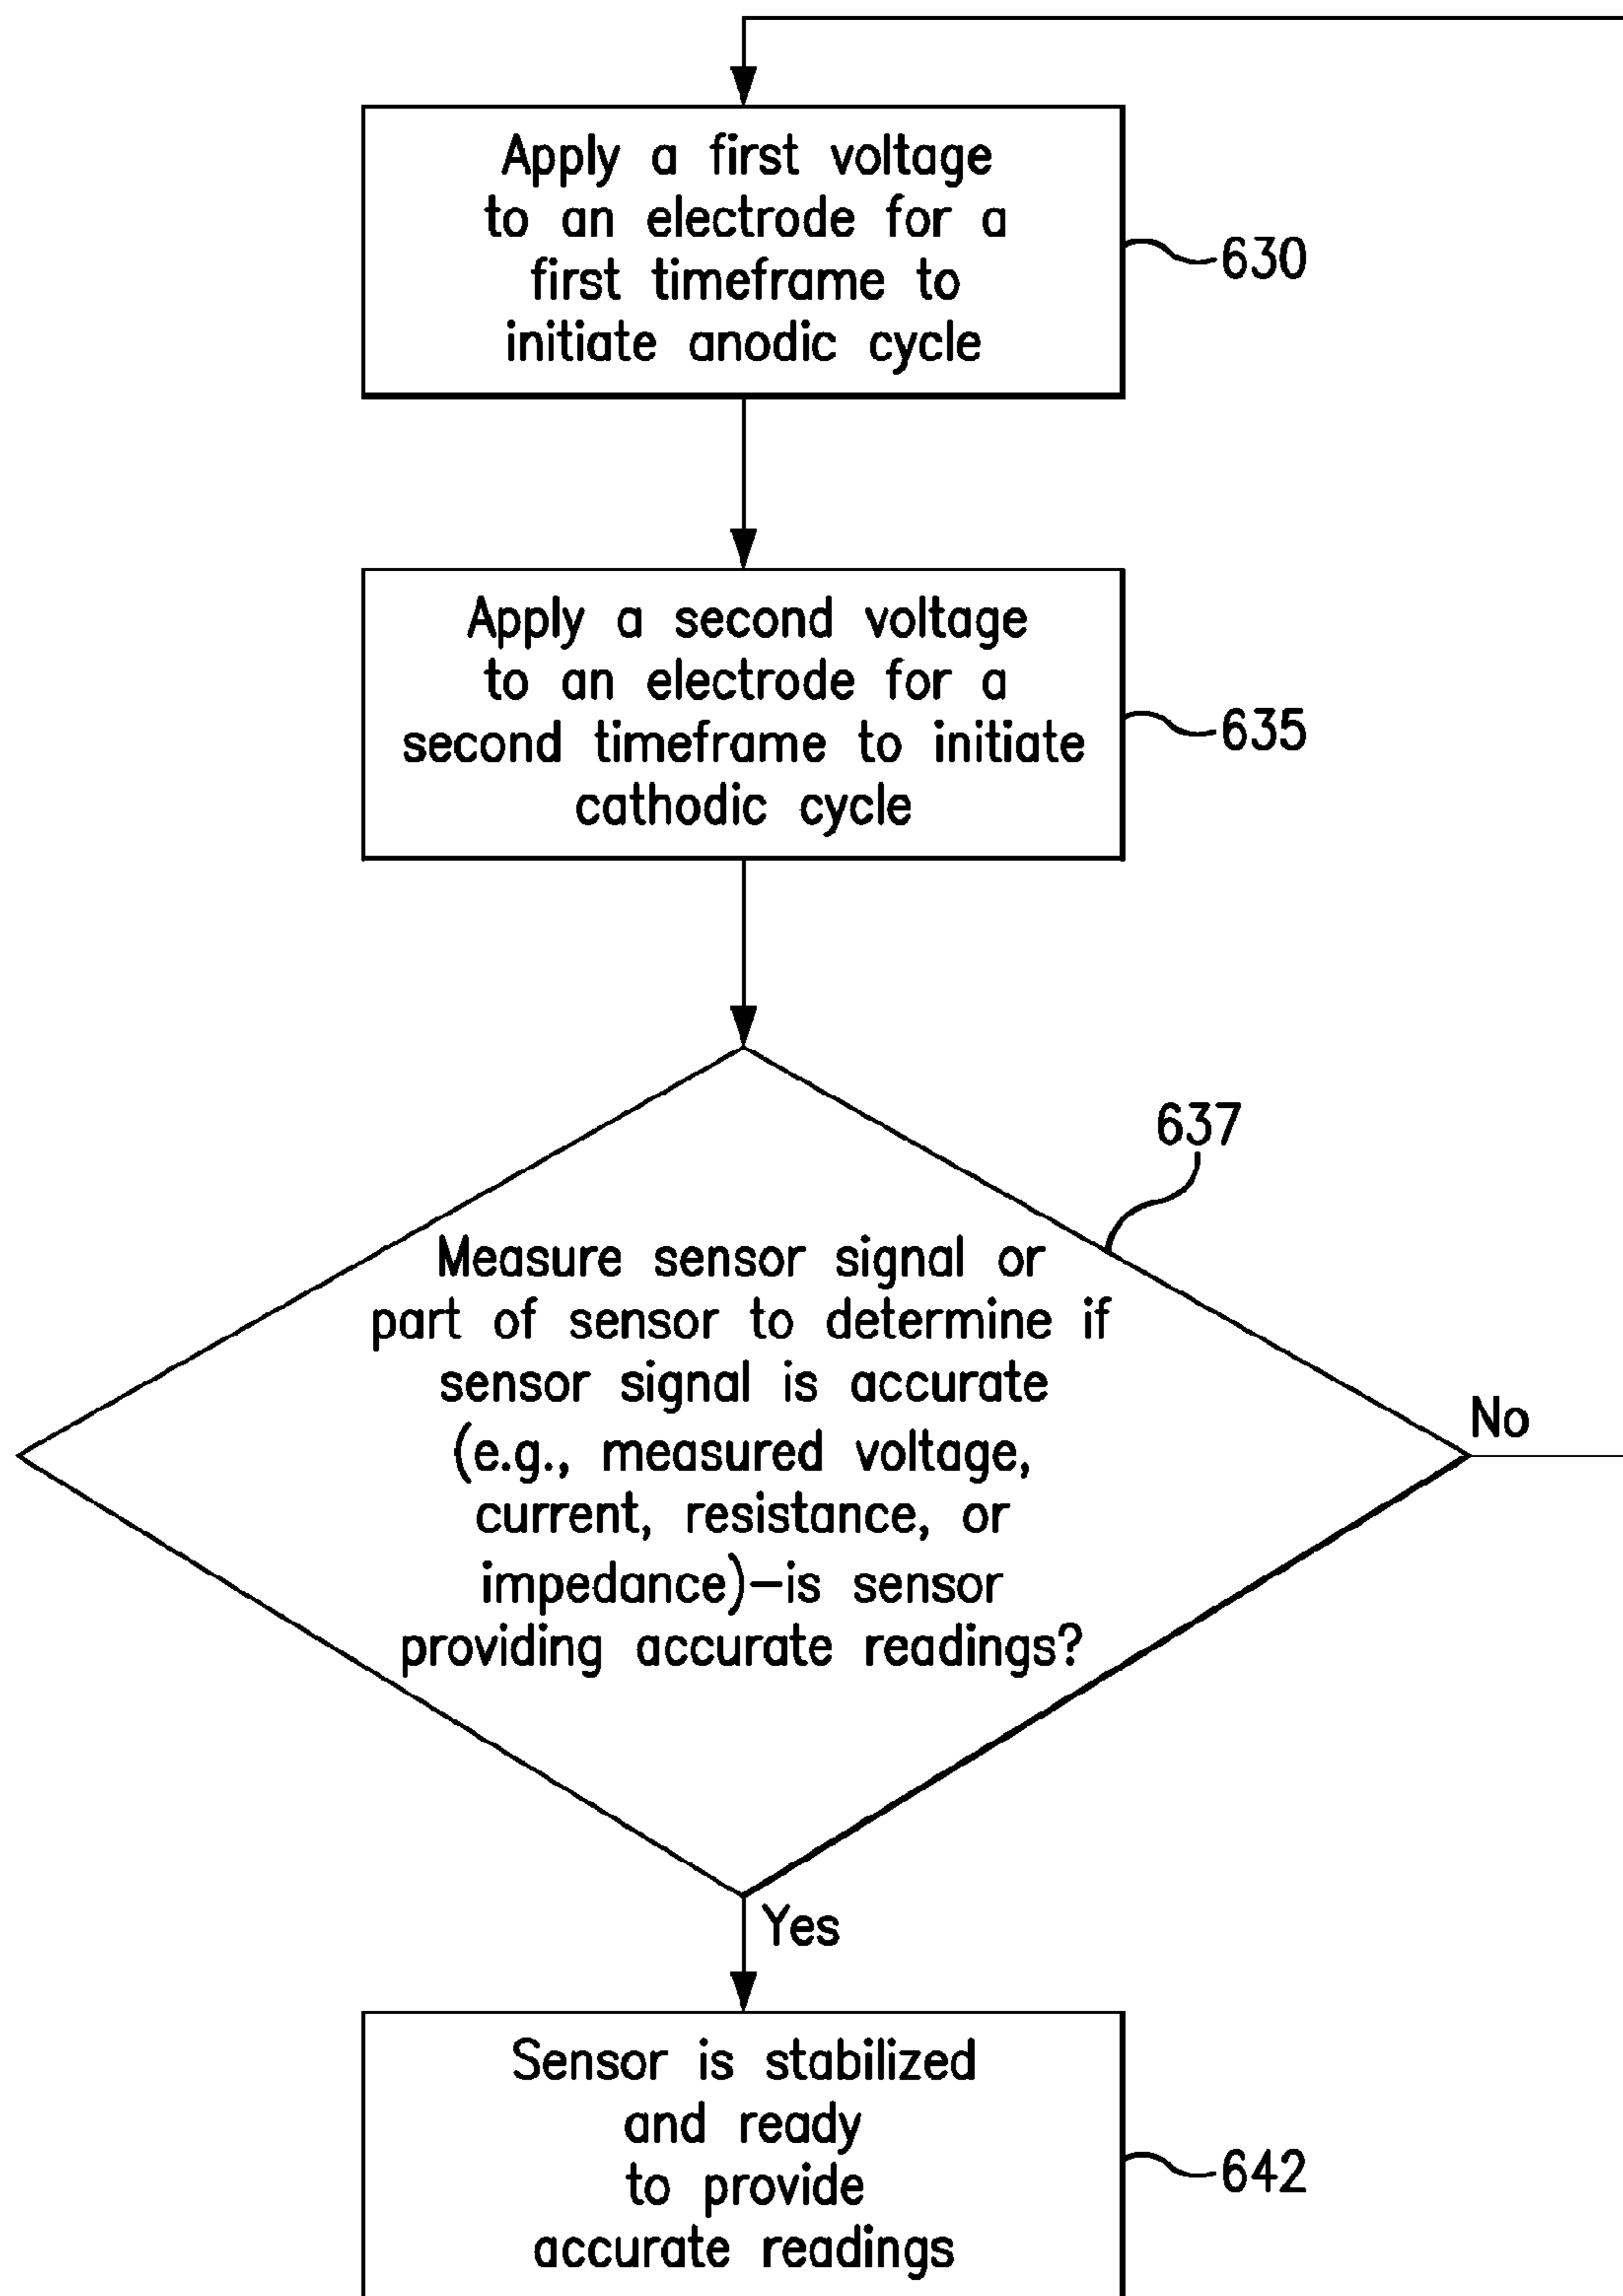 Apply a first voltage
to an electrode for a
first timeframe to
initiate anodic cycle
630
Apply a second voltage
to an electrode for a
second timeframe to initiate
cathodic cycle
635
637
Measure sensor signal or
part of sensor to determine if
sensor signal is accurate
(e.g., measured voltage,
current, resistance, or
impedance)–is sensor
providing accurate readings?
No
Yes
Sensor is stabilized
and ready
to provide
accurate readings
642